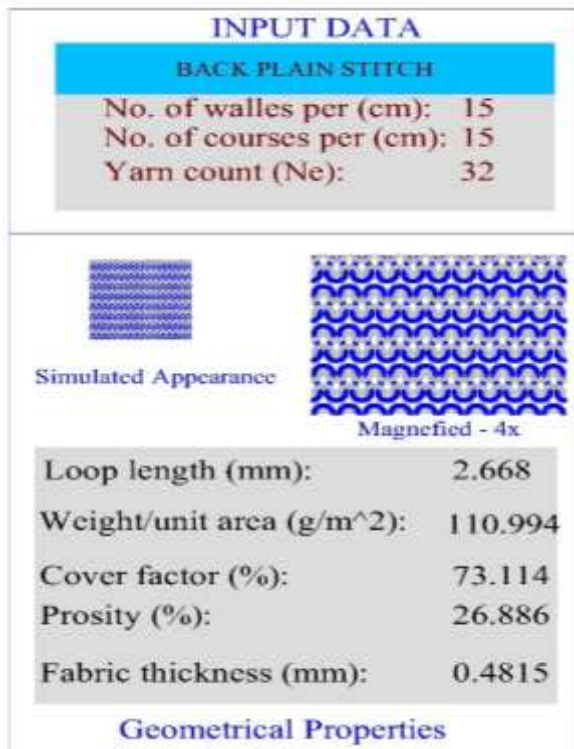 INPUT DATA
BACK PLAIN STITCH
No. of walles per (cm): 15
No. of courses per (cm): 15
Yarn count (Ne): 32
Simulated Appearance
Magnefied - 4x
Loop length (mm): 2.668
Weight/unit area (g/m^2): 110.994
Cover factor (%): 73.114
Prosity (%): 26.886
Fabric thickness (mm): 0.4815
Geometrical Properties